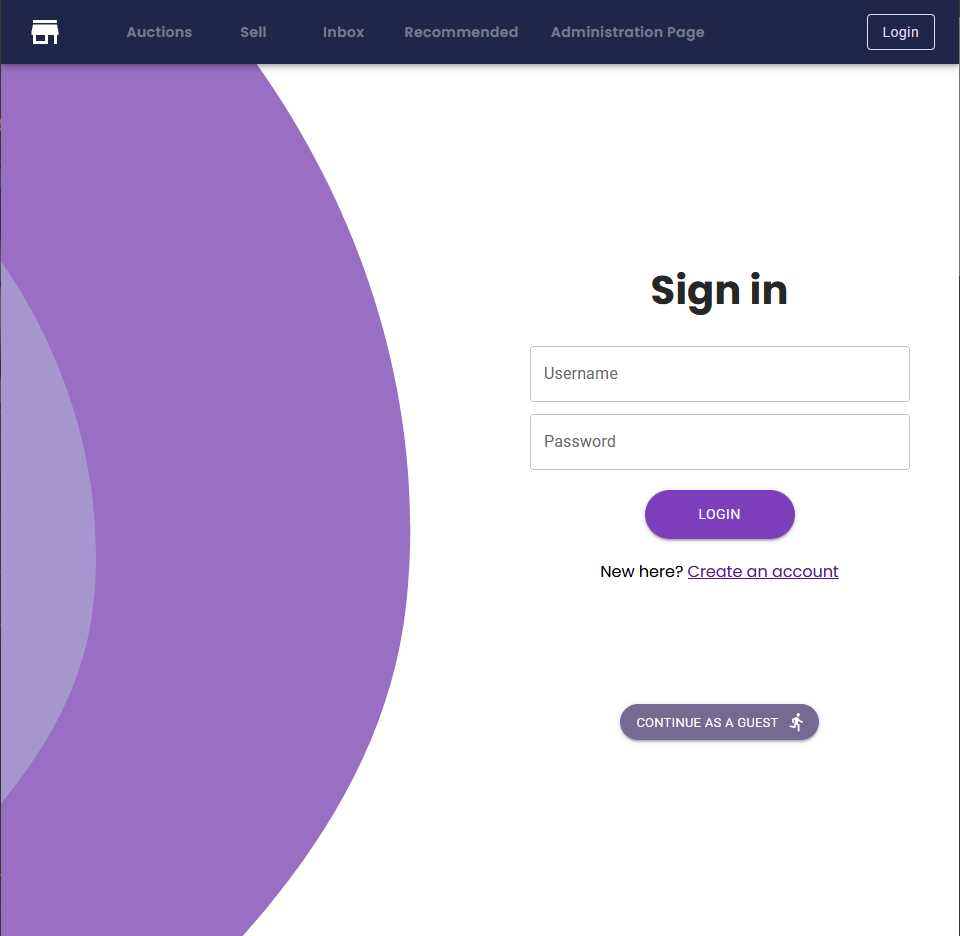 Auctions Sell Inbox Recommended Administration Page Login
Sign in
Username
Password
LOGIN
New here? Create an account
CONTINUE AS A GUEST